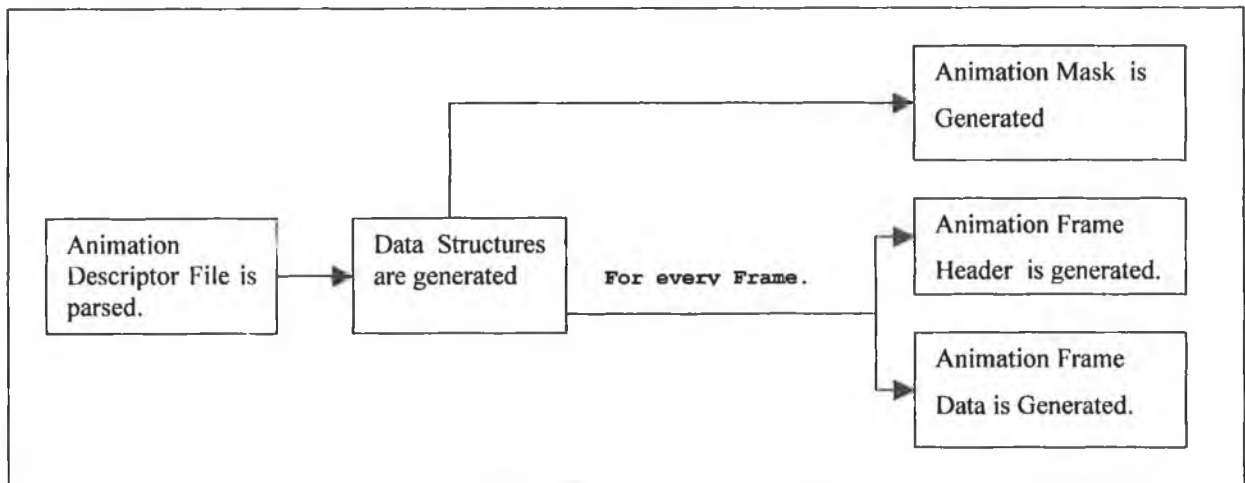 Animation Mask is
Generated
Animation
Descriptor File is
parsed.
Data Structures
are generated
For every Frame.
Animation Frame
Header is generated.
Animation Frame
Data is Generated.